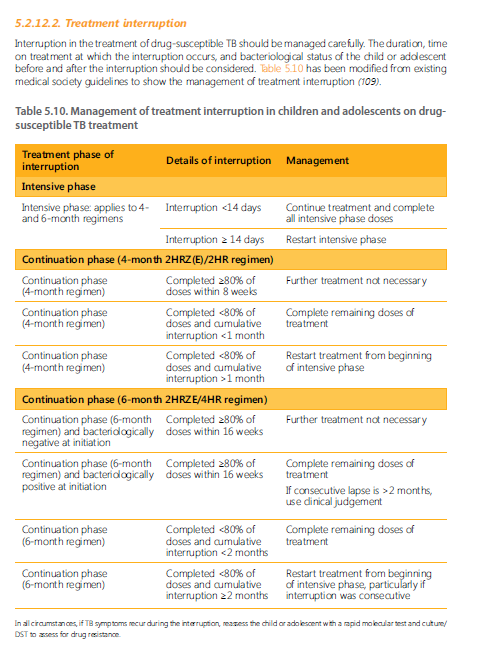 5.2.12.2. Treatment interruption
Interruption in the treatment of drug-susceptible TB should be managed carefully. The duration, time
on treatment at which the interruption occurs, and bacteriological status of the child or adolescent
before and after the interruption should be considered. Table 5.10 has been modified from existing
medical society guidelines to show the management of treatment interruption (109).
Table 5.10. Management of treatment interruption in children and adolescents on drug-
susceptible TB treatment
Treatment phase of interruption Details of interruption Management
Intensive phase
Intensive phase: applies to 4- Interruption <14 days Continue treatment and complete
and 6-month regimens all intensive phase doses
Interruption ≥ 14 days Restart intensive phase
Continuation phase (4-month 2HRZ(E)/2HR regimen)
Continuation phase Completed ≥80% of Further treatment not necessary
(4-month regimen) doses within 8 weeks
Continuation phase Completed <80% of Complete remaining doses of
(4-month regimen) doses and cumulative treatment
interruption <1 month
Continuation phase Completed <80% of Restart treatment from beginning
(4-month regimen) doses and cumulative of intensive phase
interruption >1 month
Continuation phase (6-month 2HRZE/4HR regimen)
Continuation phase (6-month Completed ≥80% of Further treatment not necessary
regimen) and bacteriologically doses within 16 weeks
negative at initiation
Continuation phase (6-month Completed ≥80% of Complete remaining doses of
regimen) and bacteriologically doses within 16 weeks treatment
positive at initiation If consecutive lapse is >2 months,
use clinical judgement
Continuation phase Completed <80% of Complete remaining doses of
(6-month regimen) doses and cumulative treatment
interruption <2 months
Continuation phase Completed <80% of Restart treatment from beginning
(6-month regimen) doses and cumulative of intensive phase, particularly if
interruption ≥2 months interruption was consecutive
In all circumstances, if TB symptoms recur during the interruption, reassess the child or adolescent with a rapid molecular test and culture/
DST to assess for drug resistance.